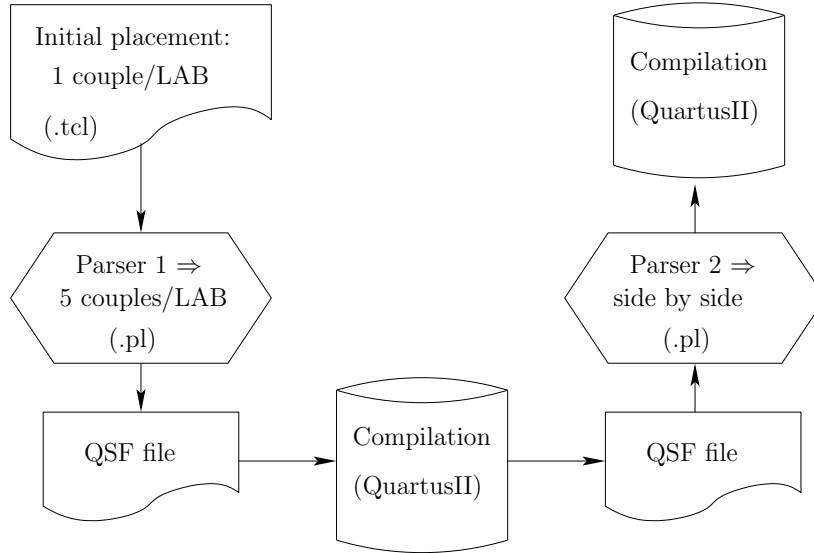 Initial placement:
1 couple/LAB
(.tcl)
Parser 1 ⇒
5 couples/LAB
(.pl)
QSF file
Compilation
(QuartusII)
QSF file
Parser 2 ⇒
side by side
(.pl)
Compilation
(QuartusII)